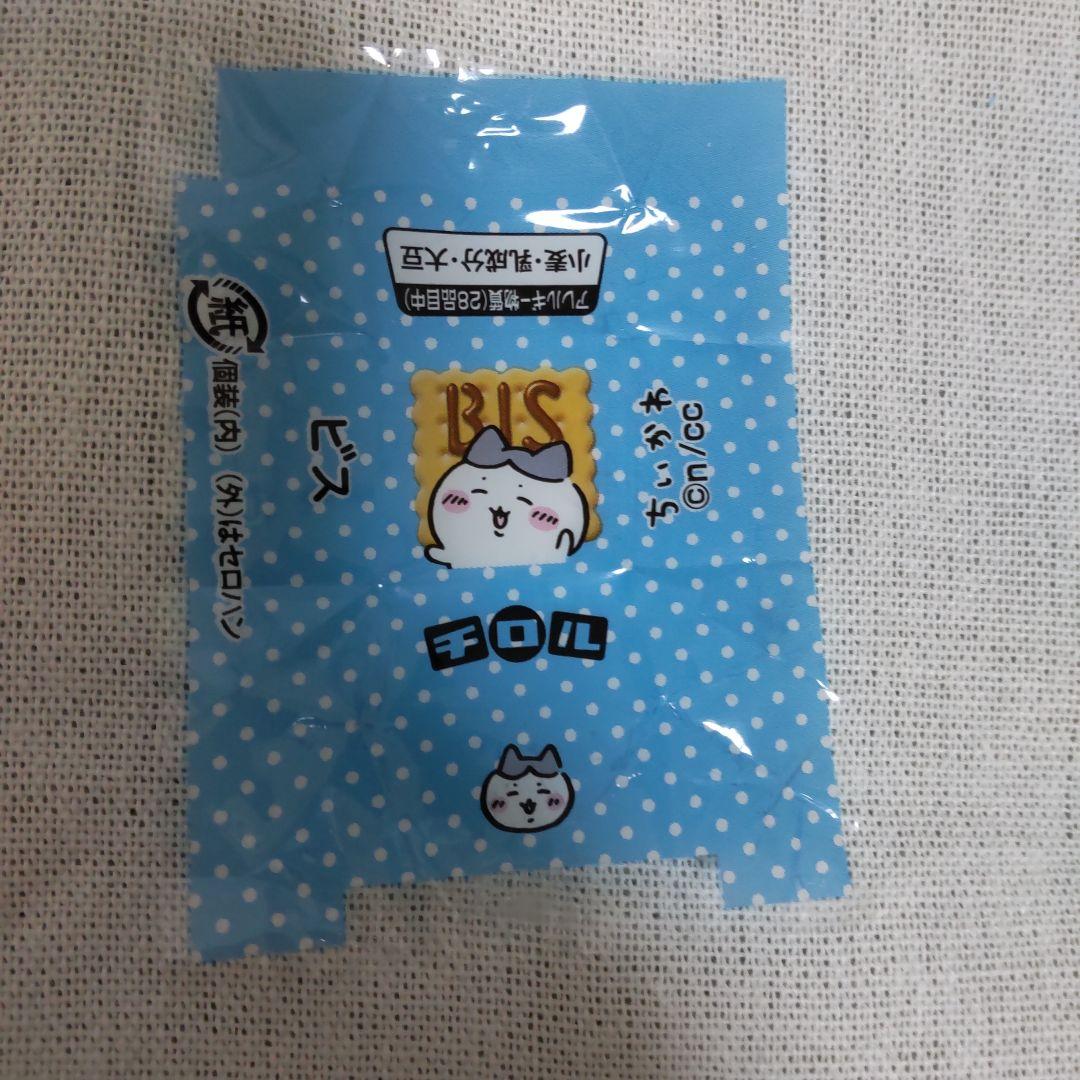 小麦・乳成分・大豆
アレルギー物質(28品目中)
紙
個装(内) (外)はセロハン
ビス
BIS
ちいかわ
©n/cc
チロル